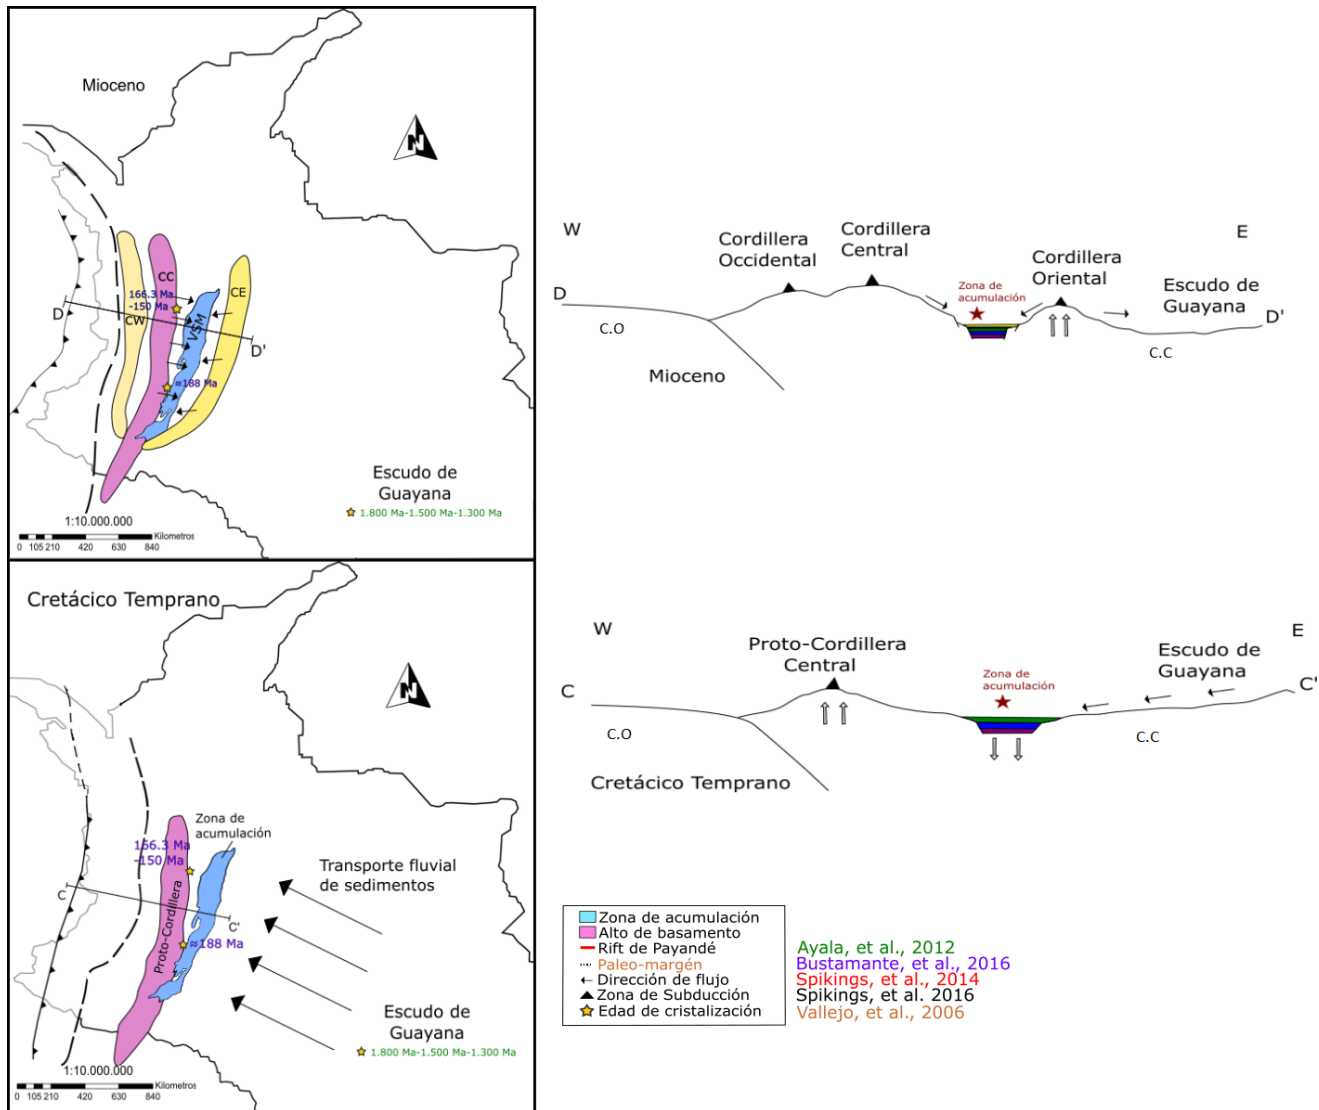 Mioceno
N
CC
166.3 Ma
-150 Ma
CW
CE
VSM
D
D'
≈188 Ma
Escudo de
Guayana
1.800 Ma-1.500 Ma-1.300 Ma
1:10.000.000
Kilometros
0 105 210 420 630 840
W
E
Cordillera
Occidental
Cordillera
Central
Cordillera
Oriental
Zona de
acumulación
Escudo de
Guayana
D
D'
C.O
C.C
Mioceno
Cretácico Temprano
N
Zona de
acumulación
166.3 Ma
-150 Ma
Proto-Cordillera
C
C'
≈188 Ma
Transporte fluvial
de sedimentos
Escudo de
Guayana
1.800 Ma-1.500 Ma-1.300 Ma
1:10.000.000
Kilometros
0 105 210 420 630 840
W
E
Proto-Cordillera
Central
Zona de
acumulación
Escudo de
Guayana
C
C'
C.O
C.C
Cretácico Temprano
Zona de acumulación
Alto de basamento
Rift de Payandé
Paleo-margén
Dirección de flujo
Zona de Subducción
Edad de cristalización
Ayala, et al., 2012
Bustamante, et al., 2016
Spikings, et al., 2014
Spikings, et al. 2016
Vallejo, et al., 2006